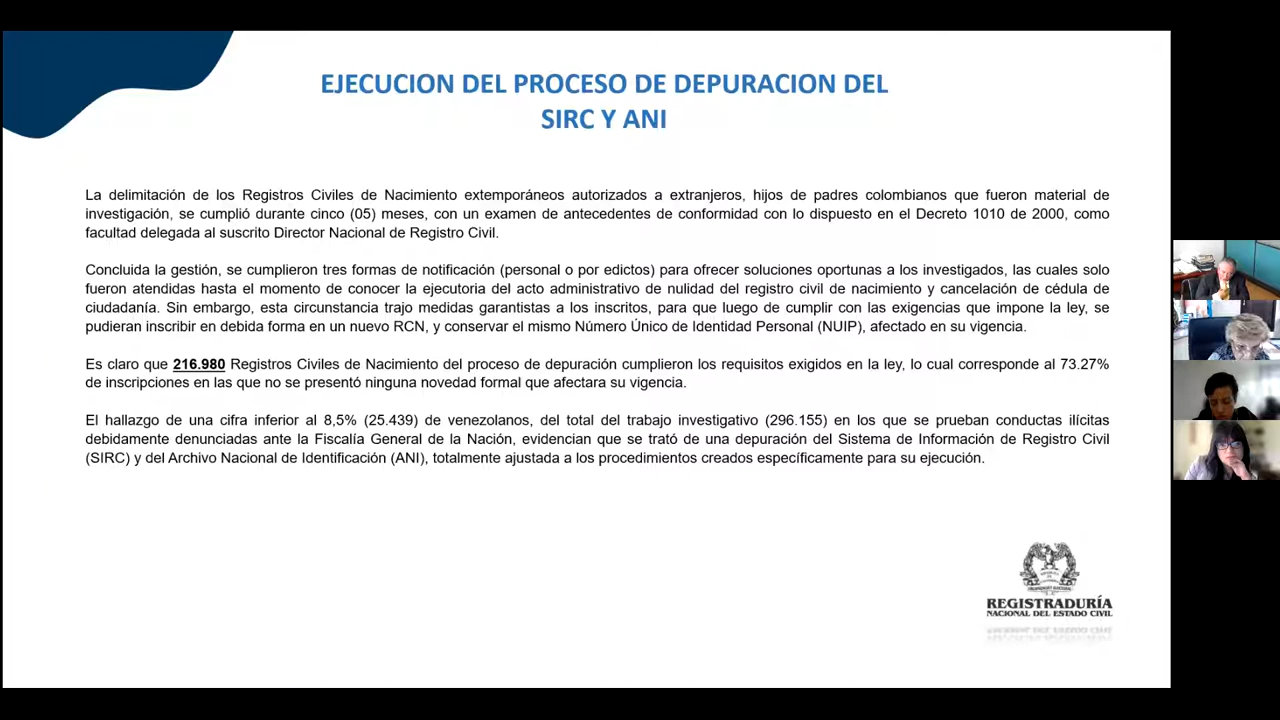 EJECUCION DEL PROCESO DE DEPURACION DEL
SIRC Y ANI
La delimitación de los Registros Civiles de Nacimiento extemporáneos autorizados a extranjeros, hijos de padres colombianos que fueron material de
investigación, se cumplió durante cinco (05) meses, con un examen de antecedentes de conformidad con lo dispuesto en el Decreto 1010 de 2000, como
facultad delegada al suscrito Director Nacional de Registro Civil.
Concluida la gestión, se cumplieron tres formas de notificación (personal o por edictos) para ofrecer soluciones oportunas a los investigados, las cuales solo
fueron atendidas hasta el momento de conocer la ejecutoria del acto administrativo de nulidad del registro civil de nacimiento y cancelación de cédula de
ciudadanía. Sin embargo, esta circunstancia trajo medidas garantistas a los inscritos, para que luego de cumplir con las exigencias que impone la ley, se
pudieran inscribir en debida forma en un nuevo RCN, y conservar el mismo Número Único de Identidad Personal (NUIP), afectado en su vigencia.
Es claro que 216.980 Registros Civiles de Nacimiento del proceso de depuración cumplieron los requisitos exigidos en la ley, lo cual corresponde al 73.27%
de inscripciones en las que no se presentó ninguna novedad formal que afectara su vigencia.
El hallazgo de una cifra inferior al 8,5% (25.439) de venezolanos, del total del trabajo investigativo (296.155) en los que se prueban conductas ilícitas
debidamente denunciadas ante la Fiscalía General de la Nación, evidencian que se trató de una depuración del Sistema de Información de Registro Civil
(SIRC) y del Archivo Nacional de Identificación (ANI), totalmente ajustada a los procedimientos creados específicamente para su ejecución.
REGISTRADURÍA
NACIONAL DEL ESTADO CIVIL